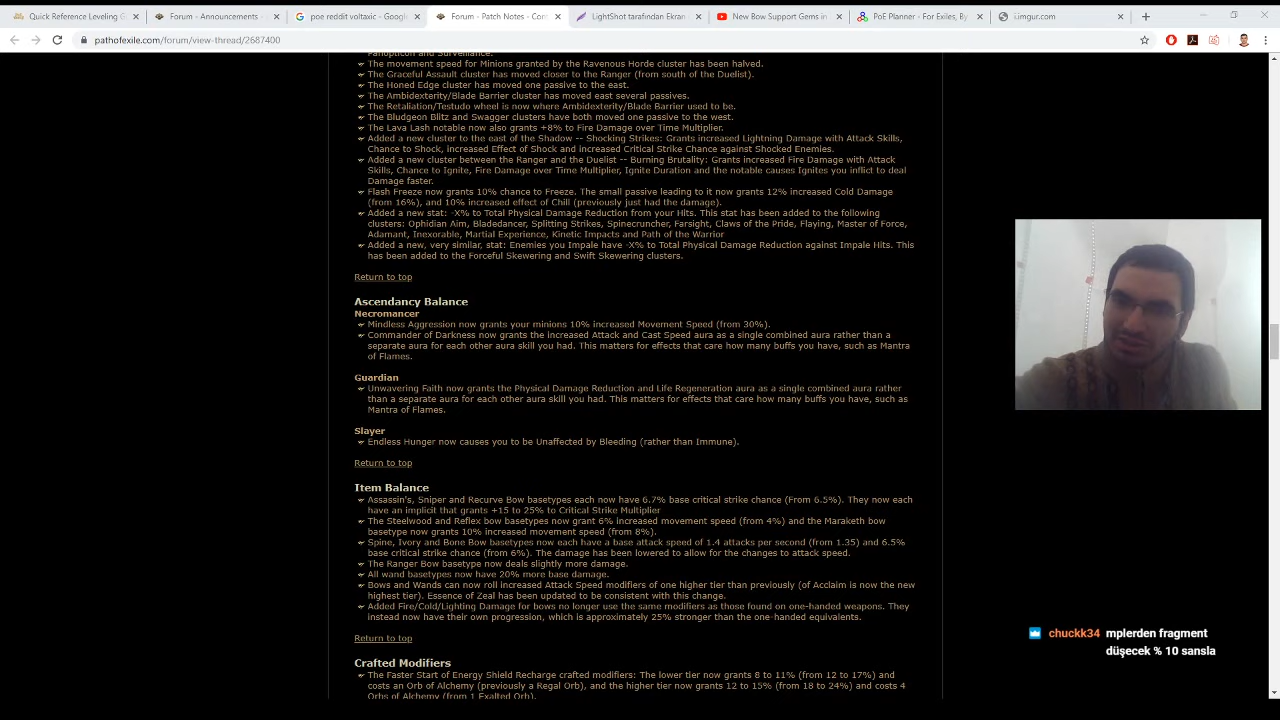 Quick Reference Leveling G
Forum - Announcements -
poe reddit voltaxic - Google
Forum - Patch Notes - Con
LightShot tarafından Ekran
New Bow Support Gems in
PoE Planner - For Exiles, By
i.imgur.com
pathofexile.com/forum/view-thread/2687400
Panopticon and Surveillance.
The movement speed for Minions granted by the Ravenous Horde cluster has been halved.
The Graceful Assault cluster has moved closer to the Ranger (from south of the Duelist).
The Honed Edge cluster has moved one passive to the east.
The Ambidexterity/Blade Barrier cluster has moved east several passives.
The Retaliation/Testudo wheel is now where Ambidexterity/Blade Barrier used to be.
The Bludgeon Blitz and Swagger clusters have both moved one passive to the west.
The Lava Lash notable now also grants +8% to Fire Damage over Time Multiplier.
Added a new cluster to the east of the Shadow -- Shocking Strikes: Grants increased Lightning Damage with Attack Skills,
Chance to Shock, increased Effect of Shock and increased Critical Strike Chance against Shocked Enemies.
Added a new cluster between the Ranger and the Duelist -- Burning Brutality: Grants increased Fire Damage with Attack
Skills, Chance to Ignite, Fire Damage over Time Multiplier, Ignite Duration and the notable causes Ignites you inflict to deal
Damage faster.
Flash Freeze now grants 10% chance to Freeze. The small passive leading to it now grants 12% increased Cold Damage
(from 16%), and 10% increased effect of Chill (previously just had the damage).
Added a new stat: -X% to Total Physical Damage Reduction from your Hits. This stat has been added to the following
clusters: Ophidian Aim, Bladedancer, Splitting Strikes, Spinecruncher, Farsight, Claws of the Pride, Flaying, Master of Force,
Adamant, Inexorable, Martial Experience, Kinetic Impacts and Path of the Warrior
Added a new, very similar, stat: Enemies you Impale have -X% to Total Physical Damage Reduction against Impale Hits. This
has been added to the Forceful Skewering and Swift Skewering clusters.
Return to top
Ascendancy Balance
Necromancer
Mindless Aggression now grants your minions 10% increased Movement Speed (from 30%).
Commander of Darkness now grants the increased Attack and Cast Speed aura as a single combined aura rather than a
separate aura for each other aura skill you had. This matters for effects that care how many buffs you have, such as Mantra
of Flames.
Guardian
Unwavering Faith now grants the Physical Damage Reduction and Life Regeneration aura as a single combined aura rather
than a separate aura for each other aura skill you had. This matters for effects that care how many buffs you have, such as
Mantra of Flames.
Slayer
Endless Hunger now causes you to be Unaffected by Bleeding (rather than Immune).
Return to top
Item Balance
Assassin's, Sniper and Recurve Bow basetypes each now have 6.7% base critical strike chance (From 6.5%). They now each
have an implicit that grants +15 to 25% to Critical Strike Multiplier
The Steelwood and Reflex bow basetypes now grant 6% increased movement speed (from 4%) and the Maraketh bow
basetype now grants 10% increased movement speed (from 8%).
Spine, Ivory and Bone Bow basetypes now each have a base attack speed of 1.4 attacks per second (from 1.35) and 6.5%
base critical strike chance (from 6%). The damage has been lowered to allow for the changes to attack speed.
The Ranger Bow basetype now deals slightly more damage.
All wand basetypes now have 20% more base damage.
Bows and Wands can now roll increased Attack Speed modifiers of one higher tier than previously (of Acclaim is now the new
highest tier). Essence of Zeal has been updated to be consistent with this change.
Added Fire/Cold/Lighting Damage for bows no longer use the same modifiers as those found on one-handed weapons. They
instead now have their own progression, which is approximately 25% stronger than the one-handed equivalents.
Return to top
Crafted Modifiers
The Faster Start of Energy Shield Recharge crafted modifiers: The lower tier now grants 8 to 11% (from 12 to 17%) and
costs an Orb of Alchemy (previously a Regal Orb), and the higher tier now grants 12 to 15% (from 18 to 24%) and costs 4
Orbs of Alchemy (from 1 Exalted Orb).
chuckk34 mplerden fragment
düşecek % 10 sansla